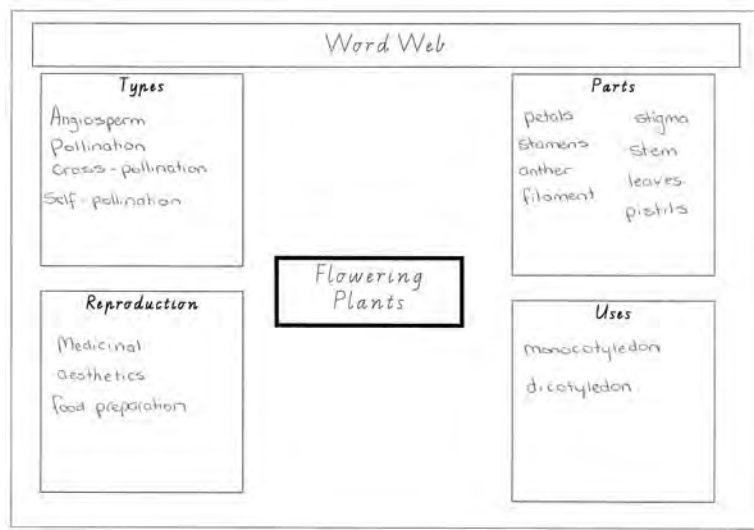 Word Web
Types
Angiosperm
Pollination
Cross-pollination
Self-pollination
Parts
petals
stamens
anther
filament
stigma
stem
leaves
pistils
Flowering
Plants
Reproduction
Medicinal
aesthetics
food preparation
Uses
monocotyledon
dicotyledon